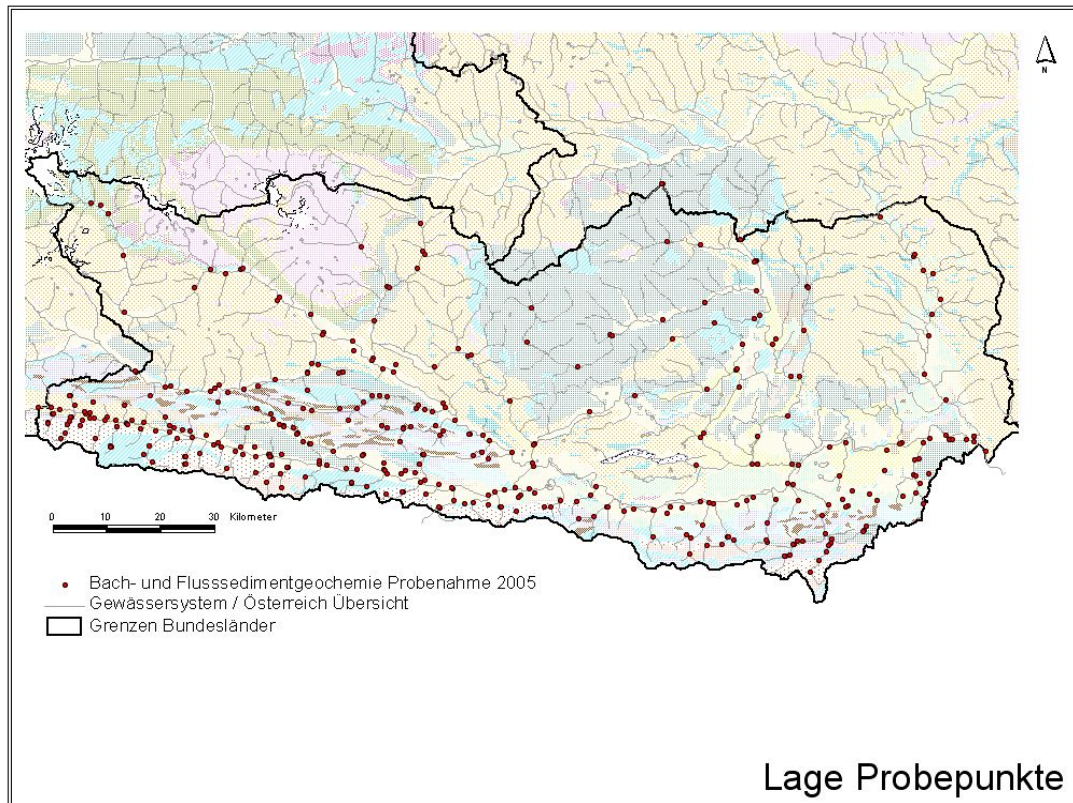 N
0 10 20 30 Kilometer
Bach- und Flusssedimentgeochemie Probenahme 2005
Gewässersystem / Österreich Übersicht
Grenzen Bundesländer
Lage Probepunkte